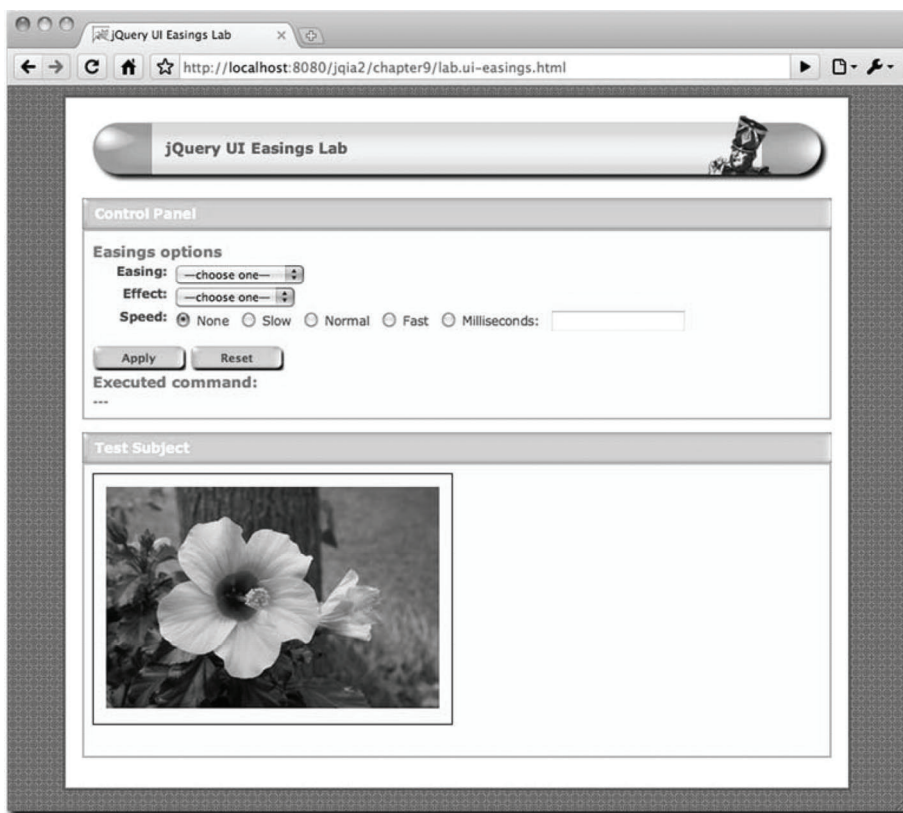 jQuery UI Easings Lab
http://localhost:8080/jqia2/chapter9/lab.ui-easings.html
jQuery UI Easings Lab
Control Panel
Easings options
Easing: —choose one—
Effect: —choose one—
Speed: None Slow Normal Fast Milliseconds:
Apply Reset
Executed command:
---
Test Subject